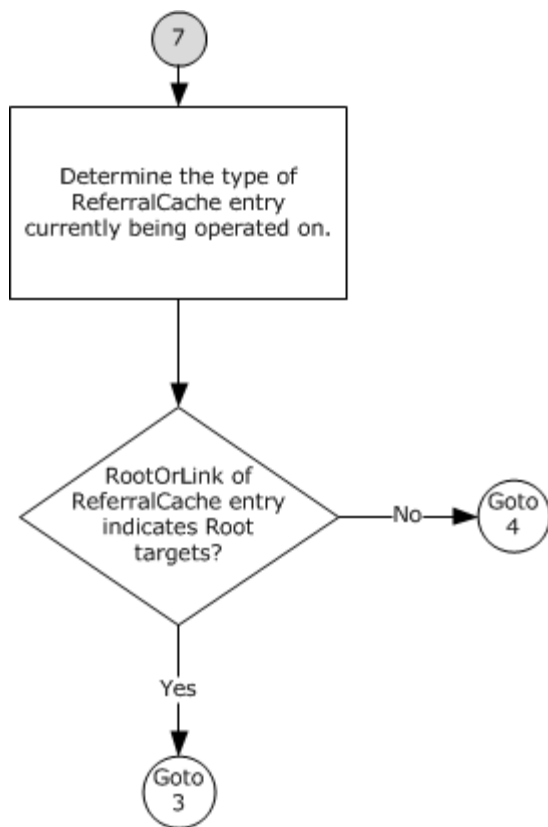 7
Determine the type of
ReferralCache entry
currently being operated on.
RootOrLink of
ReferralCache entry
indicates Root
targets?
No
Goto
4
Yes
Goto
3